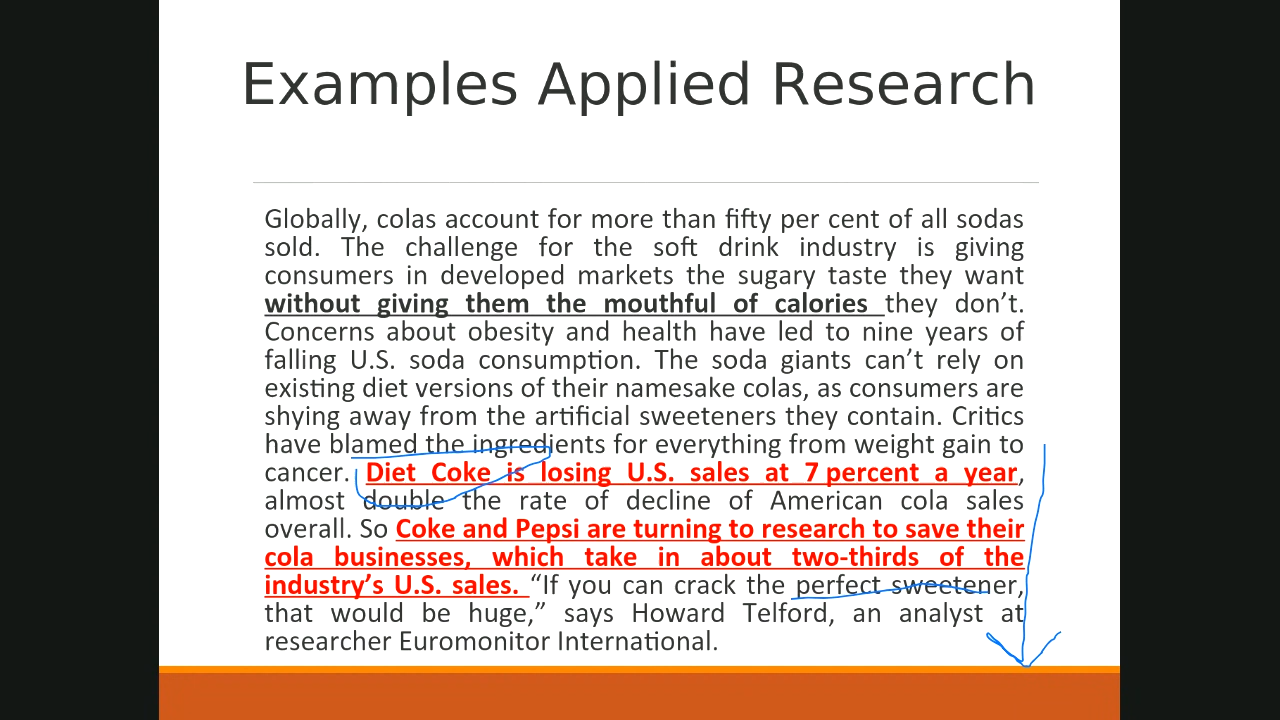 Examples Applied Research
Globally, colas account for more than fifty per cent of all sodas
sold. The challenge for the soft drink industry is giving
consumers in developed markets the sugary taste they want
without giving them the mouthful of calories they don’t.
Concerns about obesity and health have led to nine years of
falling U.S. soda consumption. The soda giants can’t rely on
existing diet versions of their namesake colas, as consumers are
shying away from the artificial sweeteners they contain. Critics
have blamed the ingredients for everything from weight gain to
cancer. Diet Coke is losing U.S. sales at 7 percent a year,
almost double the rate of decline of American cola sales
overall. So Coke and Pepsi are turning to research to save their
cola businesses, which take in about two-thirds of the
industry’s U.S. sales. “If you can crack the perfect sweetener,
that would be huge,” says Howard Telford, an analyst at
researcher Euromonitor International.